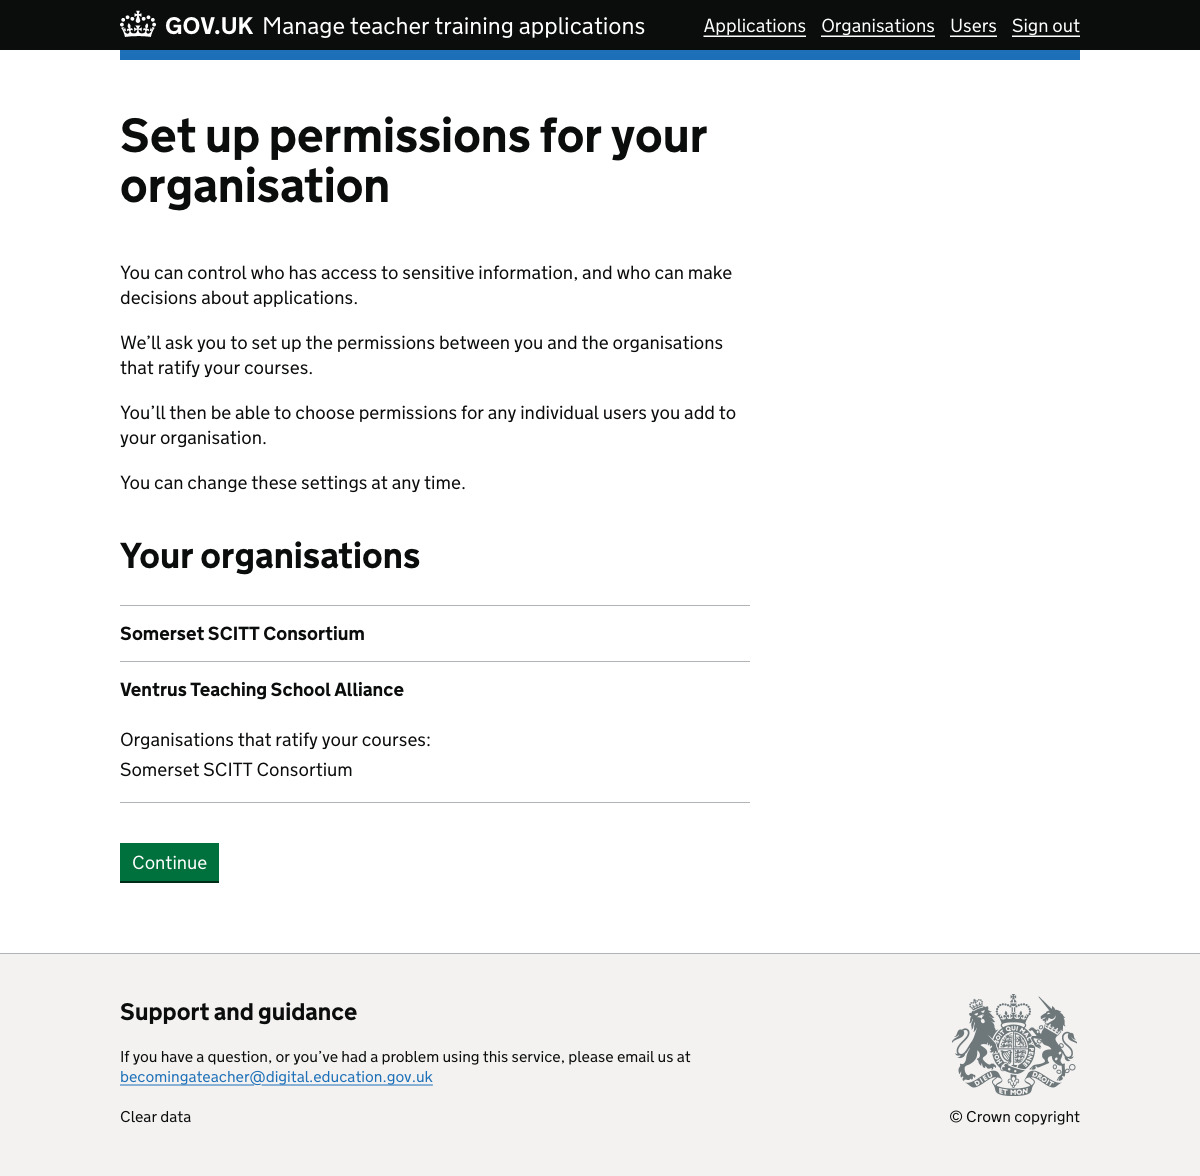 GOV.UK Manage teacher training applications Applications Organisations Users Sign out
Set up permissions for your
organisation
You can control who has access to sensitive information, and who can make
decisions about applications.
We’ll ask you to set up the permissions between you and the organisations
that ratify your courses.
You’ll then be able to choose permissions for any individual users you add to
your organisation.
You can change these settings at any time.
Your organisations
Somerset SCITT Consortium
Ventrus Teaching School Alliance
Organisations that ratify your courses:
Somerset SCITT Consortium
Continue
Support and guidance
If you have a question, or you’ve had a problem using this service, please email us at
becomingateacher@digital.education.gov.uk
Clear data
DIEU ET MON DROIT
© Crown copyright